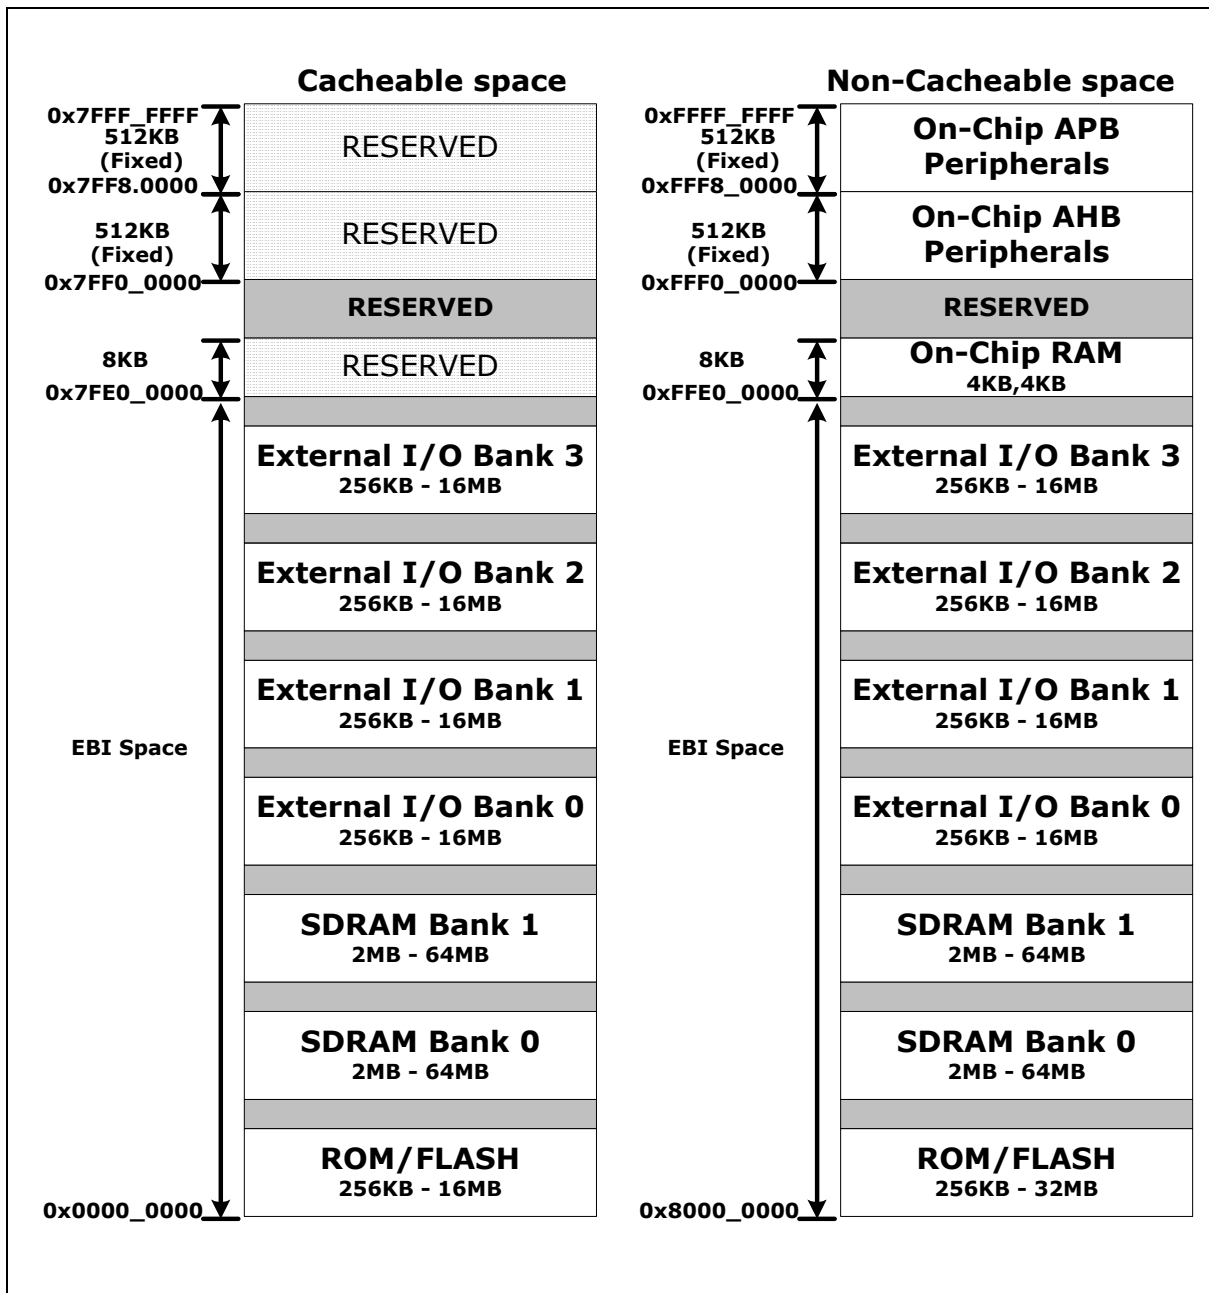 Cacheable space
0x7FFF_FFFF
512KB
(Fixed)
0x7FF8.0000
RESERVED
512KB
(Fixed)
0x7FF0_0000
RESERVED
RESERVED
8KB
0x7FE0_0000
RESERVED
External I/O Bank 3
256KB - 16MB
External I/O Bank 2
256KB - 16MB
External I/O Bank 1
256KB - 16MB
EBI Space
External I/O Bank 0
256KB - 16MB
SDRAM Bank 1
2MB - 64MB
SDRAM Bank 0
2MB - 64MB
ROM/FLASH
256KB - 16MB
0x0000_0000
Non-Cacheable space
0xFFFF_FFFF
512KB
(Fixed)
0xFFF8_0000
On-Chip APB
Peripherals
512KB
(Fixed)
0xFFF0_0000
On-Chip AHB
Peripherals
RESERVED
8KB
0xFFE0_0000
On-Chip RAM
4KB,4KB
External I/O Bank 3
256KB - 16MB
External I/O Bank 2
256KB - 16MB
External I/O Bank 1
256KB - 16MB
EBI Space
External I/O Bank 0
256KB - 16MB
SDRAM Bank 1
2MB - 64MB
SDRAM Bank 0
2MB - 64MB
ROM/FLASH
256KB - 32MB
0x8000_0000